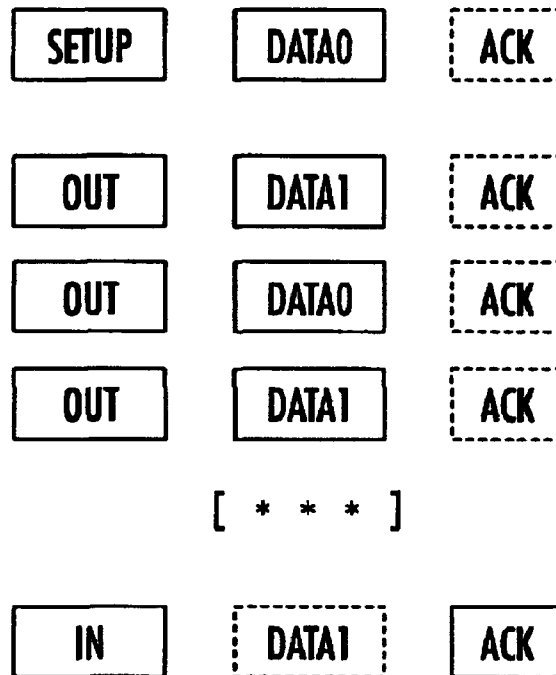 SETUP DATA0 ACK
OUT DATA1 ACK
OUT DATA0 ACK
OUT DATA1 ACK
[ * * * ]
IN DATA1 ACK